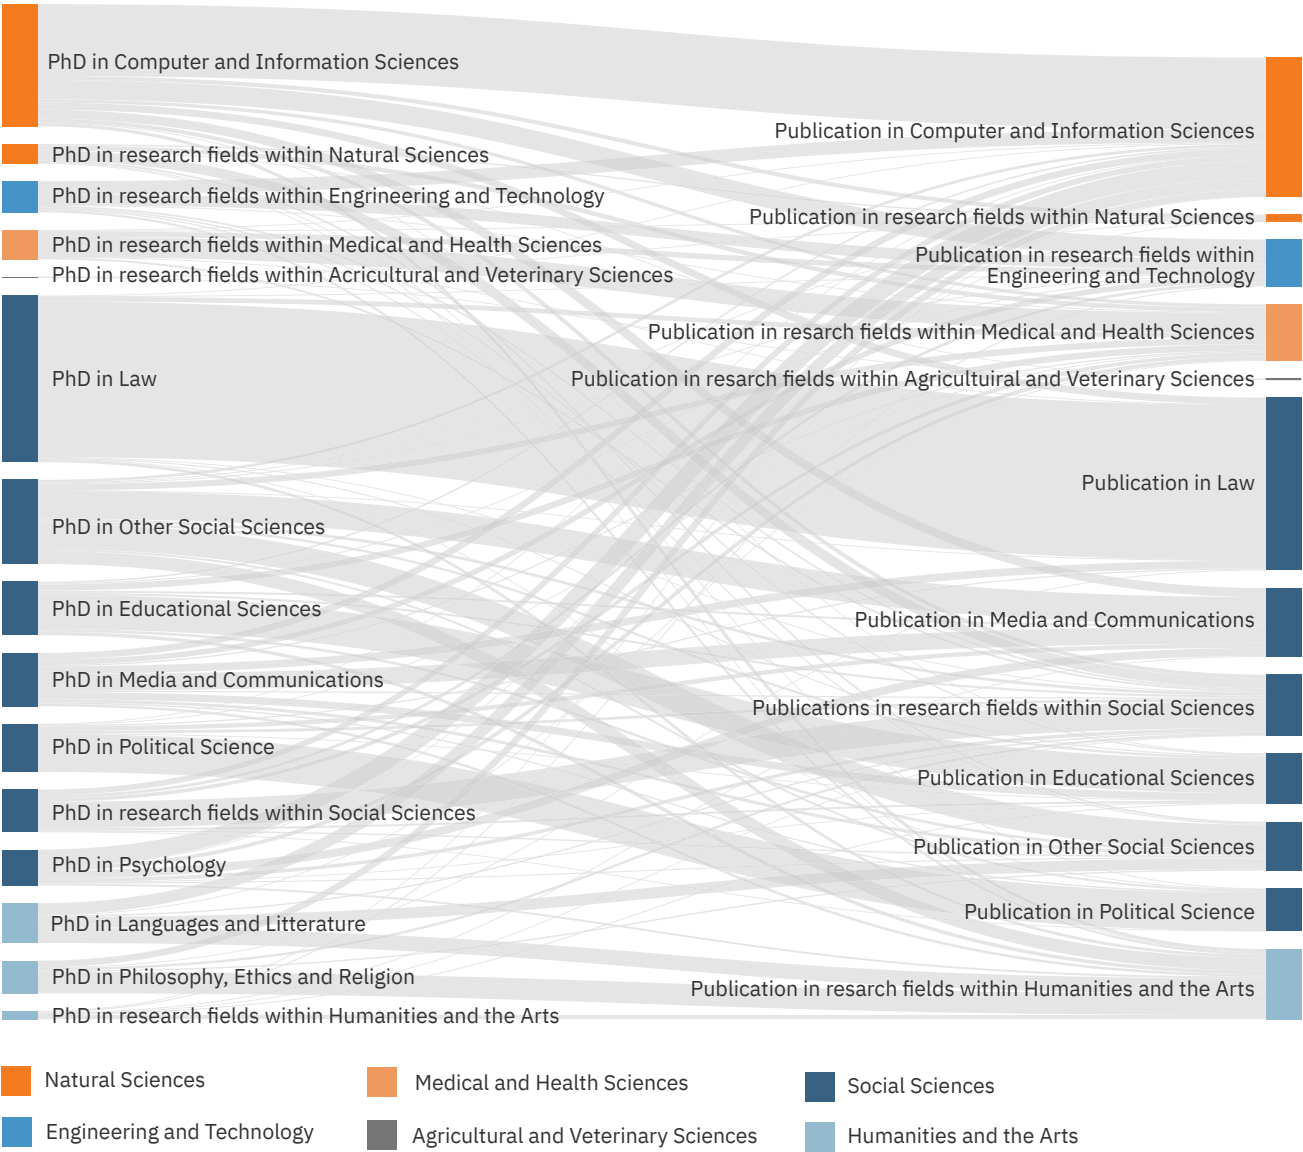 PhD in Computer and Information Sciences
PhD in research fields within Natural Sciences
PhD in research fields within Engrineering and Technology
PhD in research fields within Medical and Health Sciences
PhD in research fields within Acricultural and Veterinary Sciences
PhD in Law
PhD in Other Social Sciences
PhD in Educational Sciences
PhD in Media and Communications
PhD in Political Science
PhD in research fields within Social Sciences
PhD in Psychology
PhD in Languages and Litterature
PhD in Philosophy, Ethics and Religion
PhD in research fields within Humanities and the Arts
Publication in Computer and Information Sciences
Publication in research fields within Natural Sciences
Publication in research fields within
Engineering and Technology
Publication in resarch fields within Medical and Health Sciences
Publication in resarch fields within Agricultuiral and Veterinary Sciences
Publication in Law
Publication in Media and Communications
Publications in research fields within Social Sciences
Publication in Educational Sciences
Publication in Other Social Sciences
Publication in Political Science
Publication in resarch fields within Humanities and the Arts
Natural Sciences
Medical and Health Sciences
Social Sciences
Engineering and Technology
Agricultural and Veterinary Sciences
Humanities and the Arts